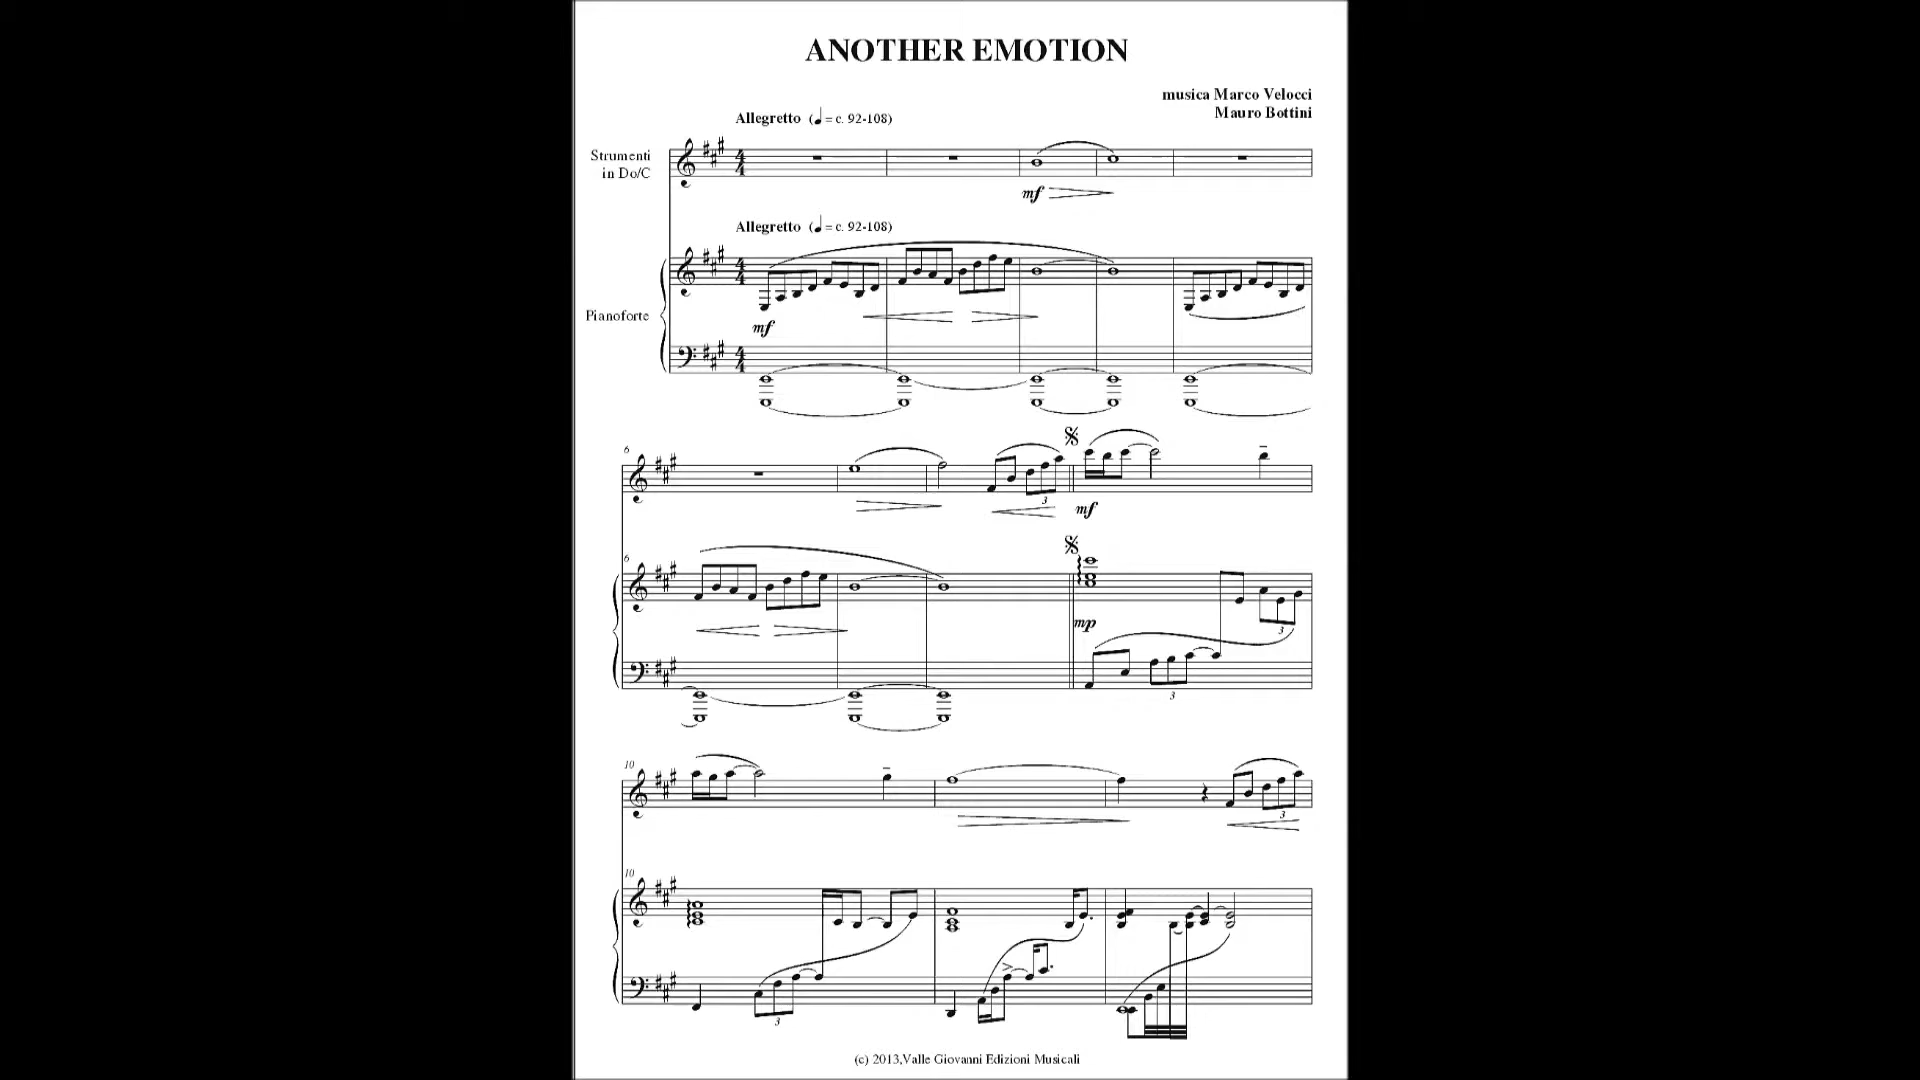 ANOTHER EMOTION
musica Marco Velocci
Mauro Bottini
Allegretto (♩ = c. 92-108)
Strumenti
in Do/C
mf
Allegretto (♩ = c. 92-108)
Pianoforte
mf
6
3
mf
6
mp
3
3
10
3
10
3
(c) 2013,Valle Giovanni Edizioni Musicali